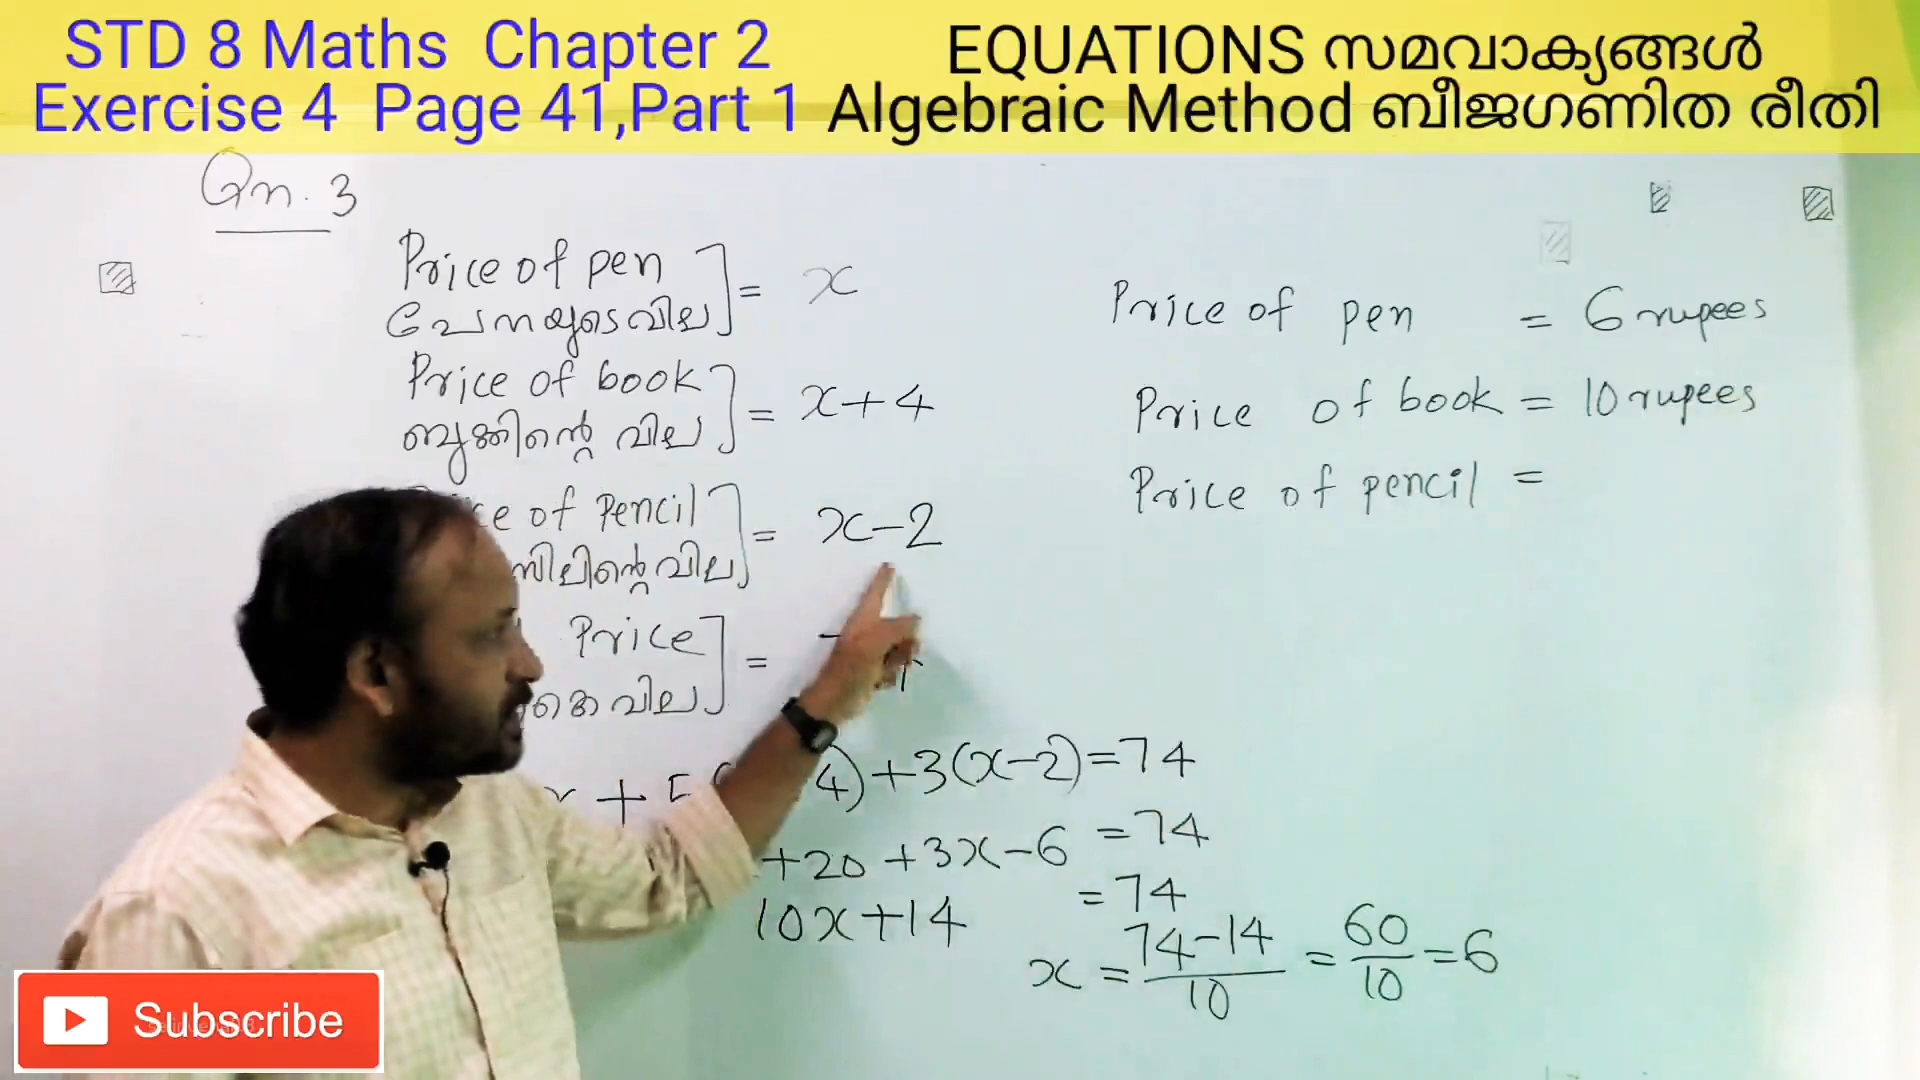 STD 8 Maths Chapter 2
Exercise 4 Page 41,Part 1
EQUATIONS സമവാക്യങ്ങൾ
Algebraic Method ബീജഗണിത രീതി
Qn. 3
Price of pen
പേനയുടെ വില ] = x
Price of book
ബുക്കിന്റെ വില ] = x+4
of Pencil
വില ] = x-2
Price
വില ] =
4)+3(x-2)=74
+20 +3x-6 =74
10x+14 =74
x = 74-14/10 = 60/10 =6
Price of pen = 6 rupees
Price of book = 10 rupees
Price of pencil =
Subscribe